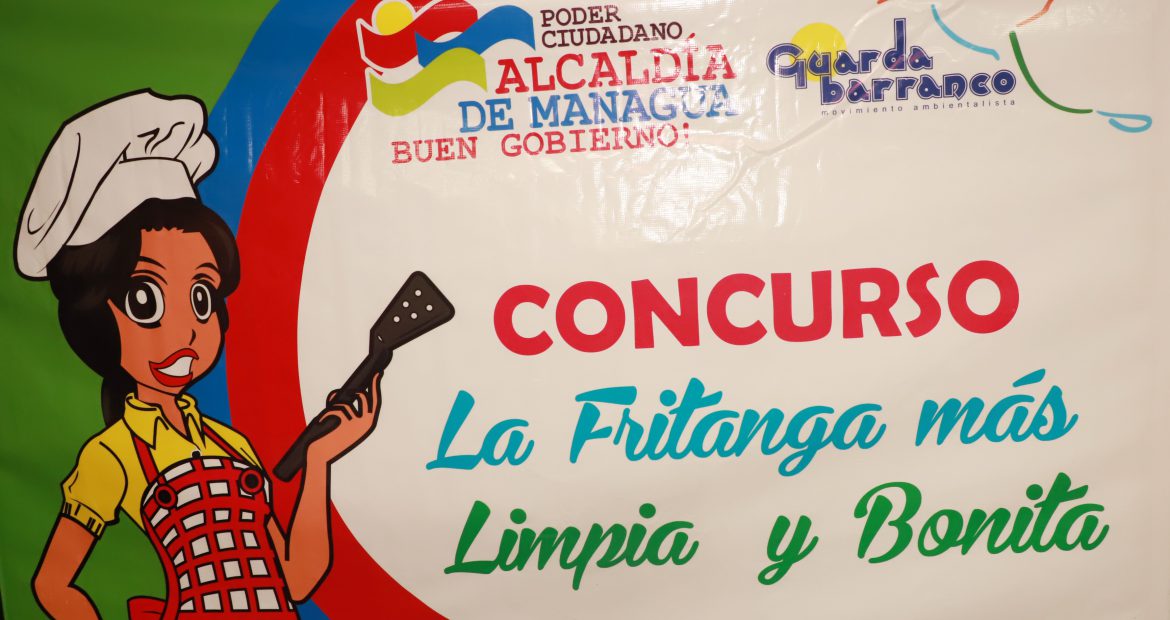 PODER
CIUDADANO
ALCALDÍA
DE MANAGUA
BUEN GOBIERNO!
Guarda
barranco
movimiento ambientalista
CONCURSO
La Fritanga más
Limpia y Bonita